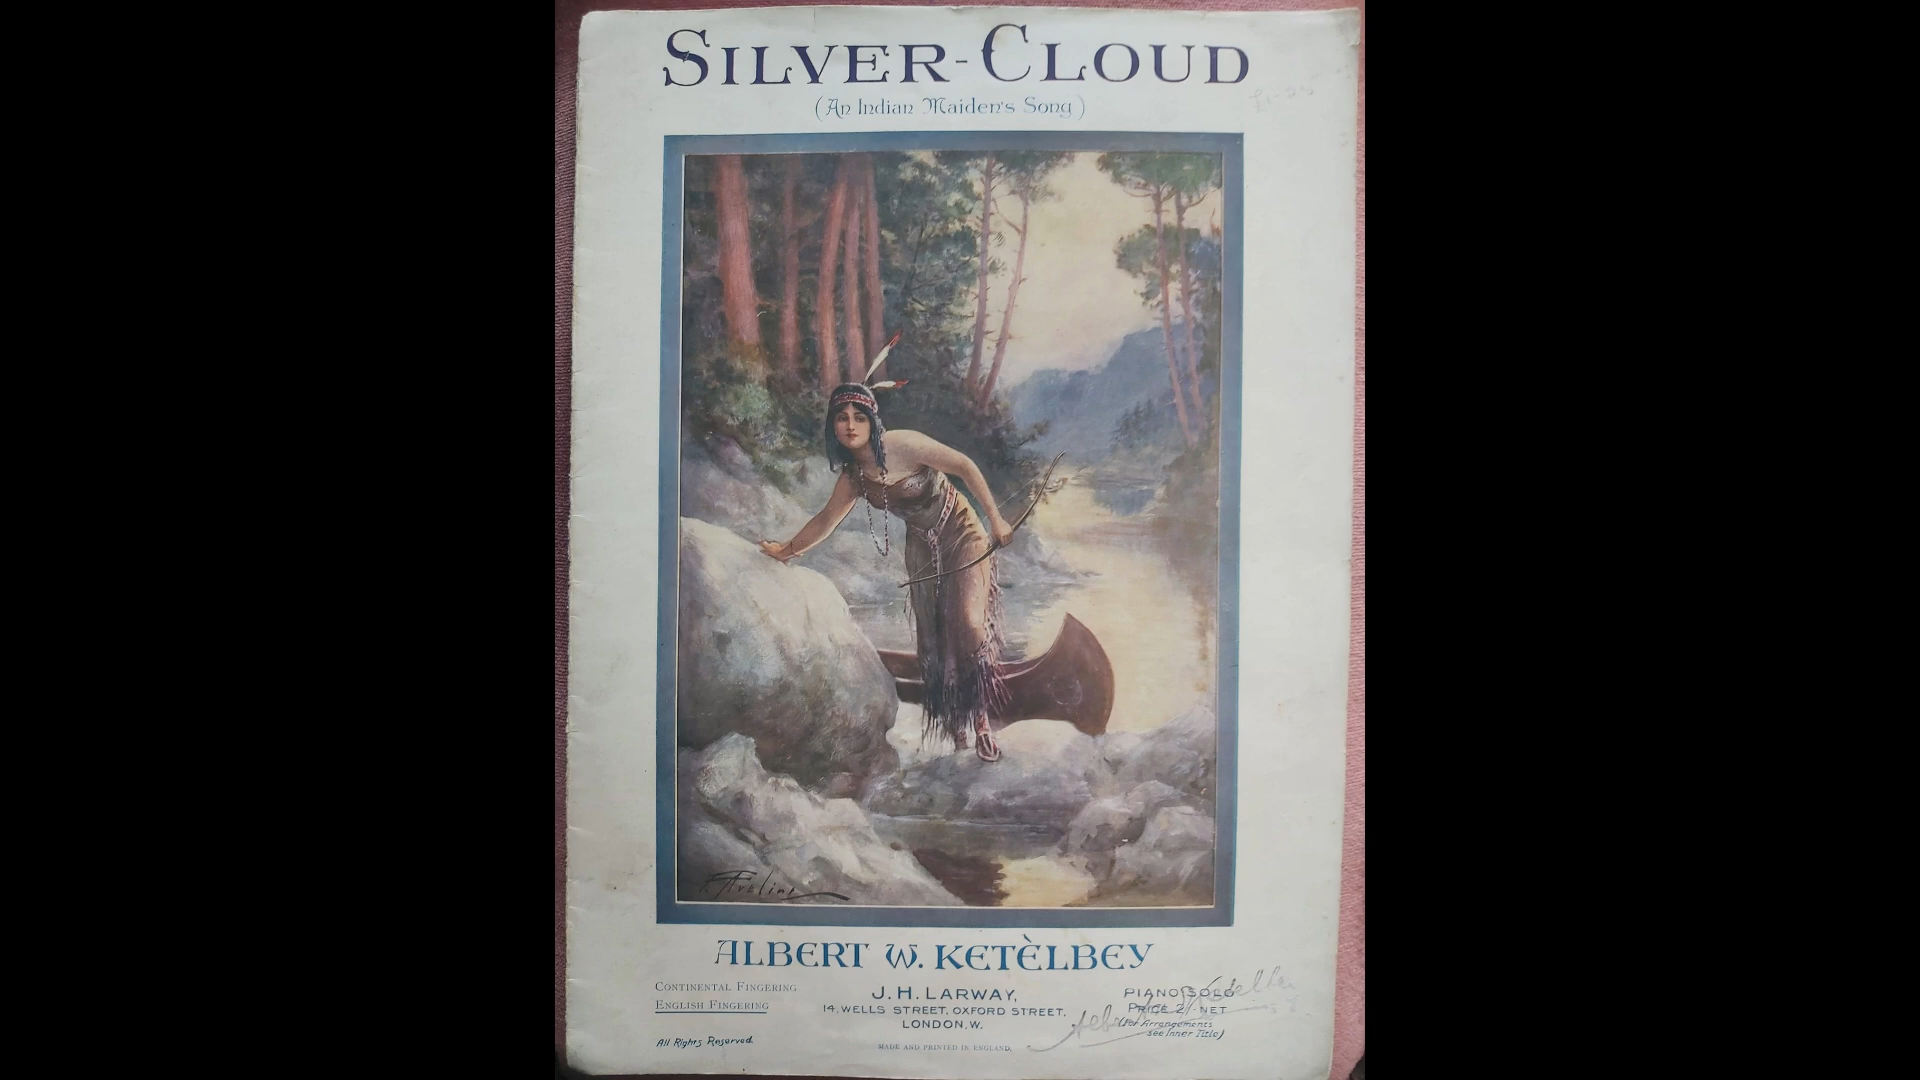 SILVER-CLOUD
(An Indian Maiden's Song)
F. Avelini
ALBERT W. KETÈLBEY
CONTINENTAL FINGERING
ENGLISH FINGERING
All Rights Reserved.
J. H. LARWAY,
14, WELLS STREET, OXFORD STREET,
LONDON, W.
MADE AND PRINTED IN ENGLAND.
PIANO SOLO
PRICE 2/- NET
(For Arrangements
see Inner Title)